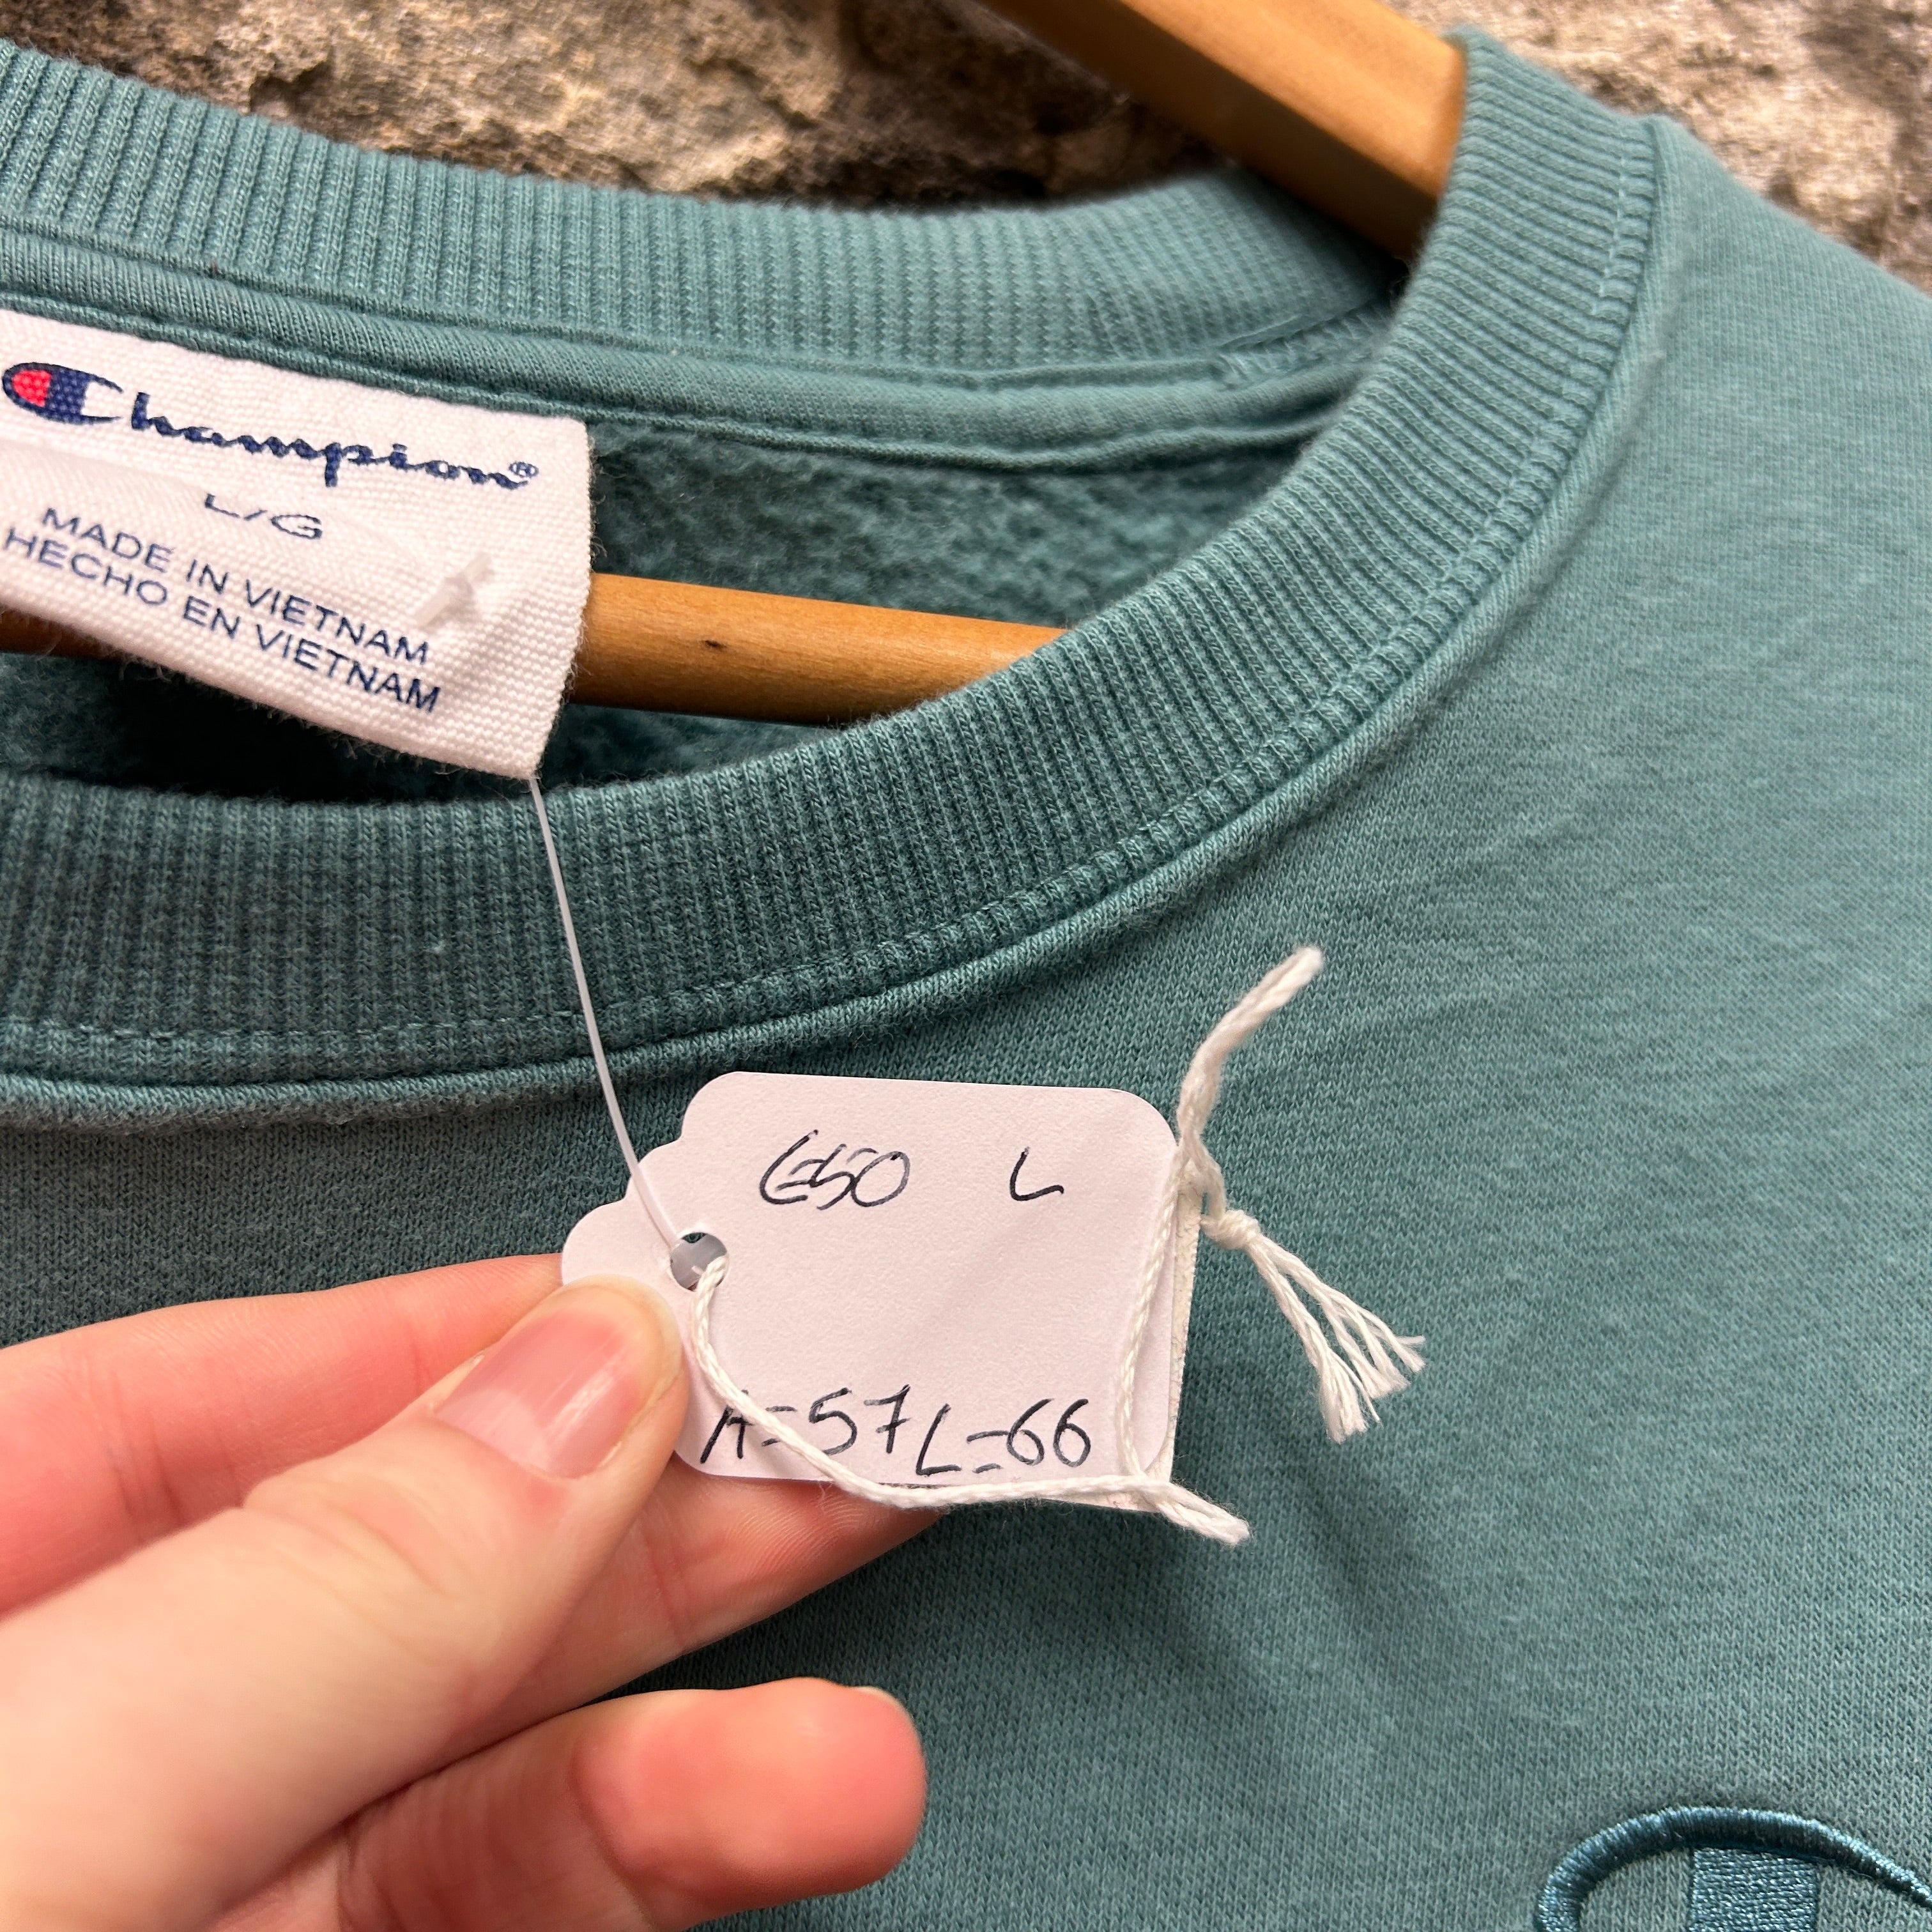 Champion®
L/G
MADE IN VIETNAM
HECHO EN VIETNAM
€50 L
A=57 L=66